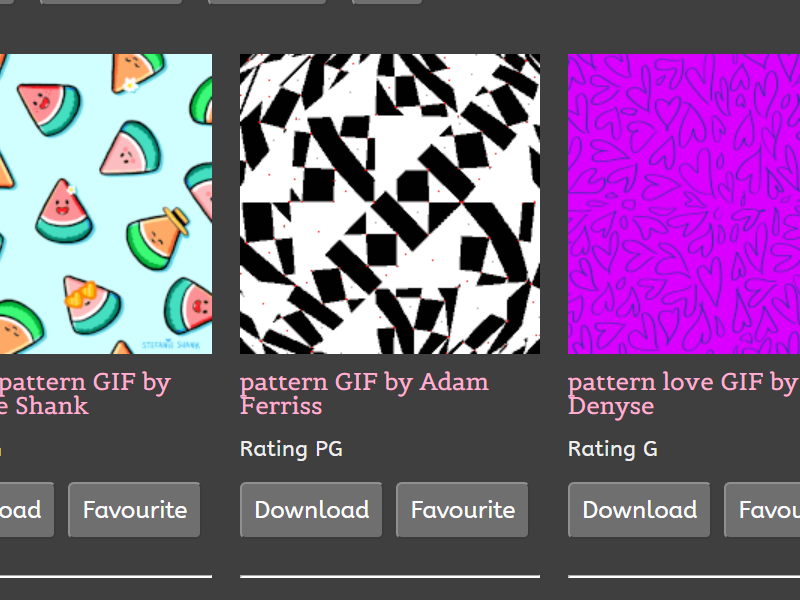 STEFANIE SHANK
pattern GIF by
e Shank
oad
Favourite
pattern GIF by Adam
Ferriss
Rating PG
Download
Favourite
pattern love GIF by
Denyse
Rating G
Download
Favou